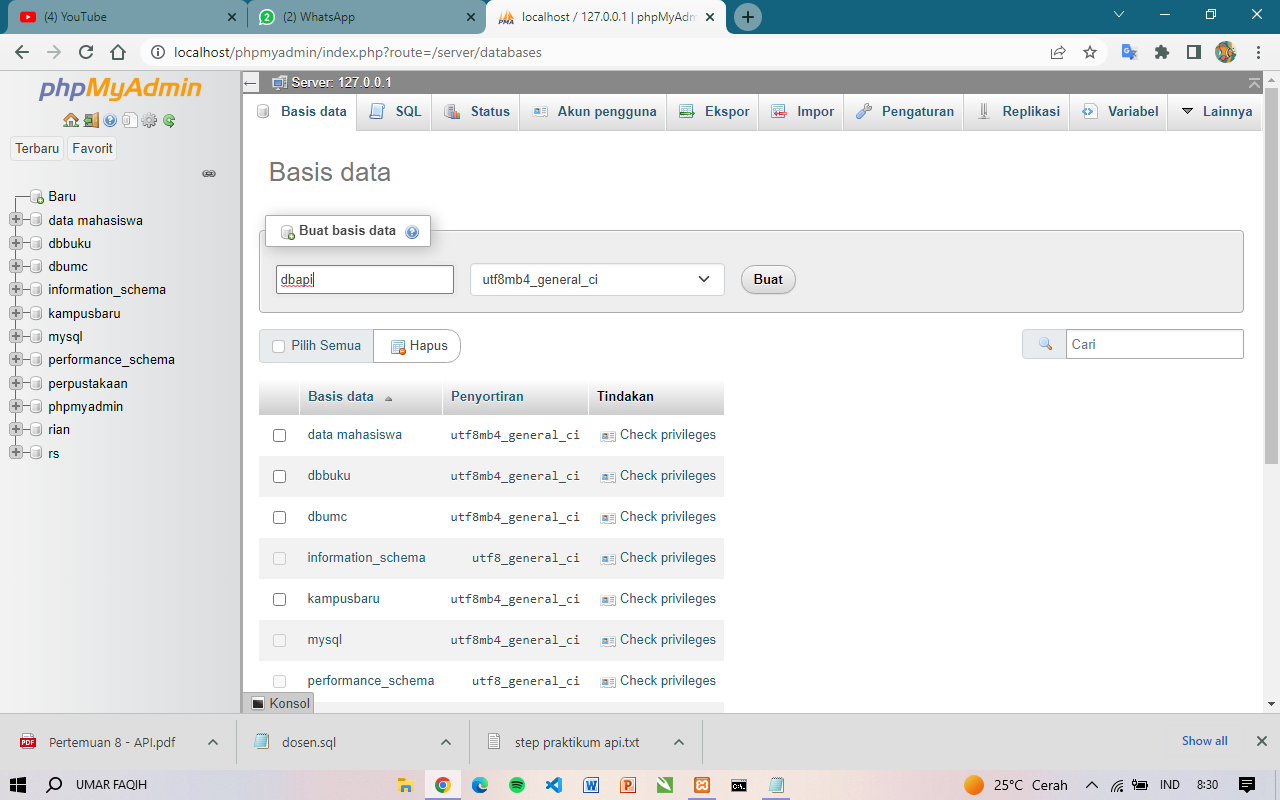 (4) YouTube
(2) WhatsApp
localhost / 127.0.0.1 | phpMyAdm
localhost/phpmyadmin/index.php?route=/server/databases
phpMyAdmin
Terbaru Favorit
Baru
data mahasiswa
dbbuku
dbumc
information_schema
kampusbaru
mysql
performance_schema
perpustakaan
phpmyadmin
rian
rs
Server: 127.0.0.1
Basis data SQL Status Akun pengguna Ekspor Impor Pengaturan Replikasi Variabel Lainnya
Basis data
Buat basis data
dbapi utf8mb4_general_ci Buat
Pilih Semua Hapus Cari
Basis data Penyortiran Tindakan
data mahasiswa utf8mb4_general_ci Check privileges
dbbuku utf8mb4_general_ci Check privileges
dbumc utf8mb4_general_ci Check privileges
information_schema utf8_general_ci Check privileges
kampusbaru utf8mb4_general_ci Check privileges
mysql utf8mb4_general_ci Check privileges
performance_schema utf8_general_ci Check privileges
Konsol
Pertemuan 8 - API.pdf dosen.sql step praktikum api.txt Show all
UMAR FAQIH 25°C Cerah IND 8:30